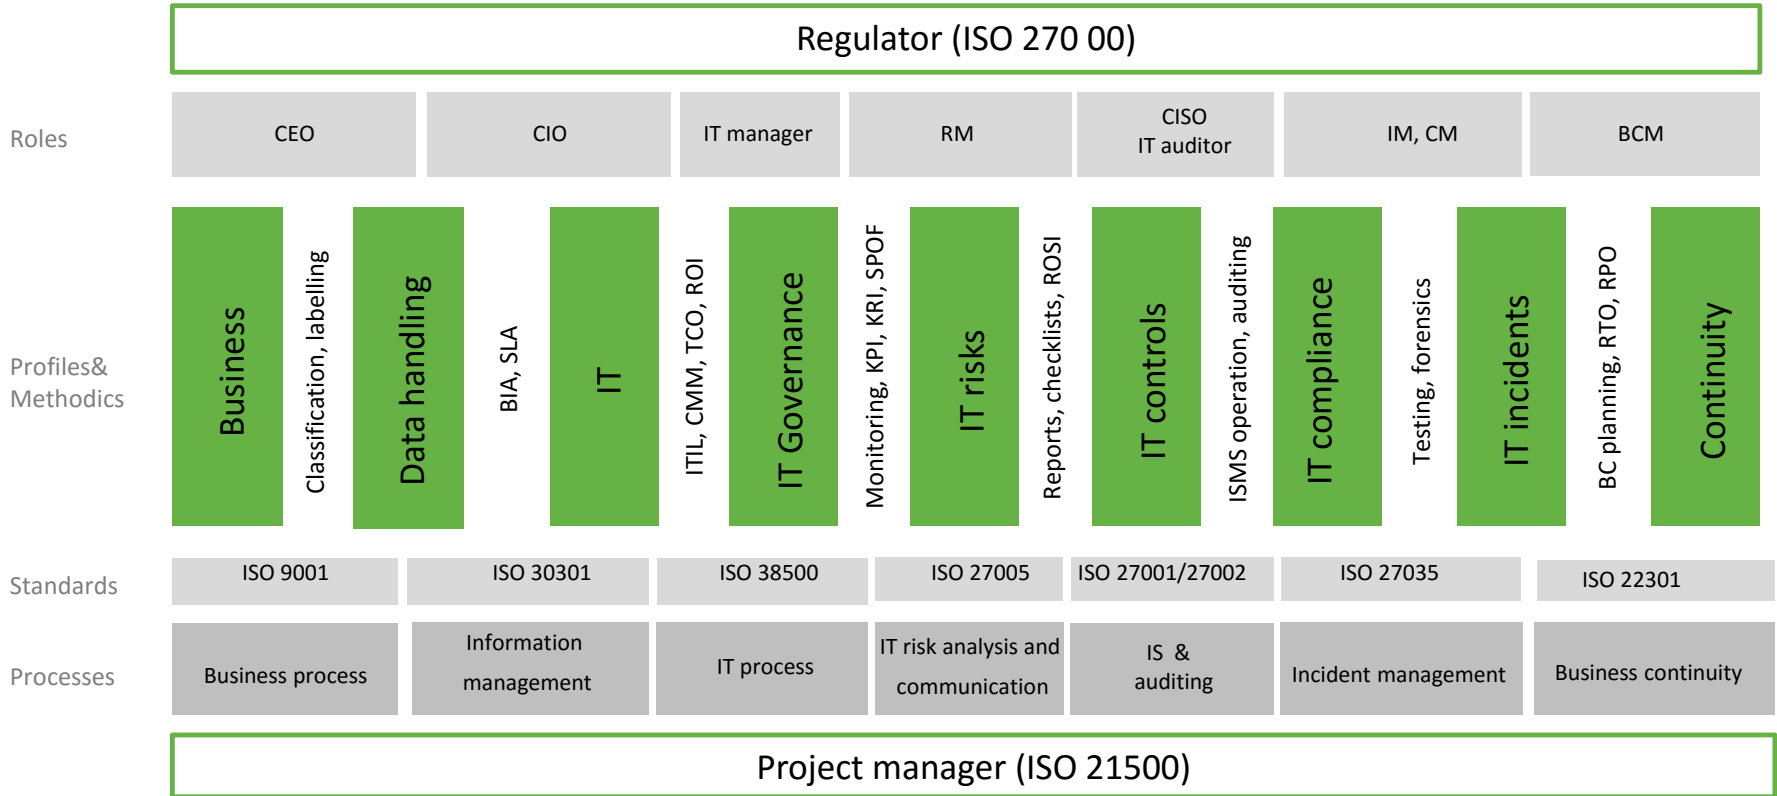 Regulator (ISO 270 00)
Roles
CEO
CIO
IT manager
RM
CISO
IT auditor
IM, CM
BCM
Profiles&
Methodics
Business
Classification, labelling
Data handling
BIA, SLA
IT
ITIL, CMM, TCO, ROI
IT Governance
Monitoring, KPI, KRI, SPOF
IT risks
Reports, checklists, ROSI
IT controls
ISMS operation, auditing
IT compliance
Testing, forensics
IT incidents
BC planning, RTO, RPO
Continuity
Standards
ISO 9001
ISO 30301
ISO 38500
ISO 27005
ISO 27001/27002
ISO 27035
ISO 22301
Processes
Business process
Information
management
IT process
IT risk analysis and
communication
IS &
auditing
Incident management
Business continuity
Project manager (ISO 21500)